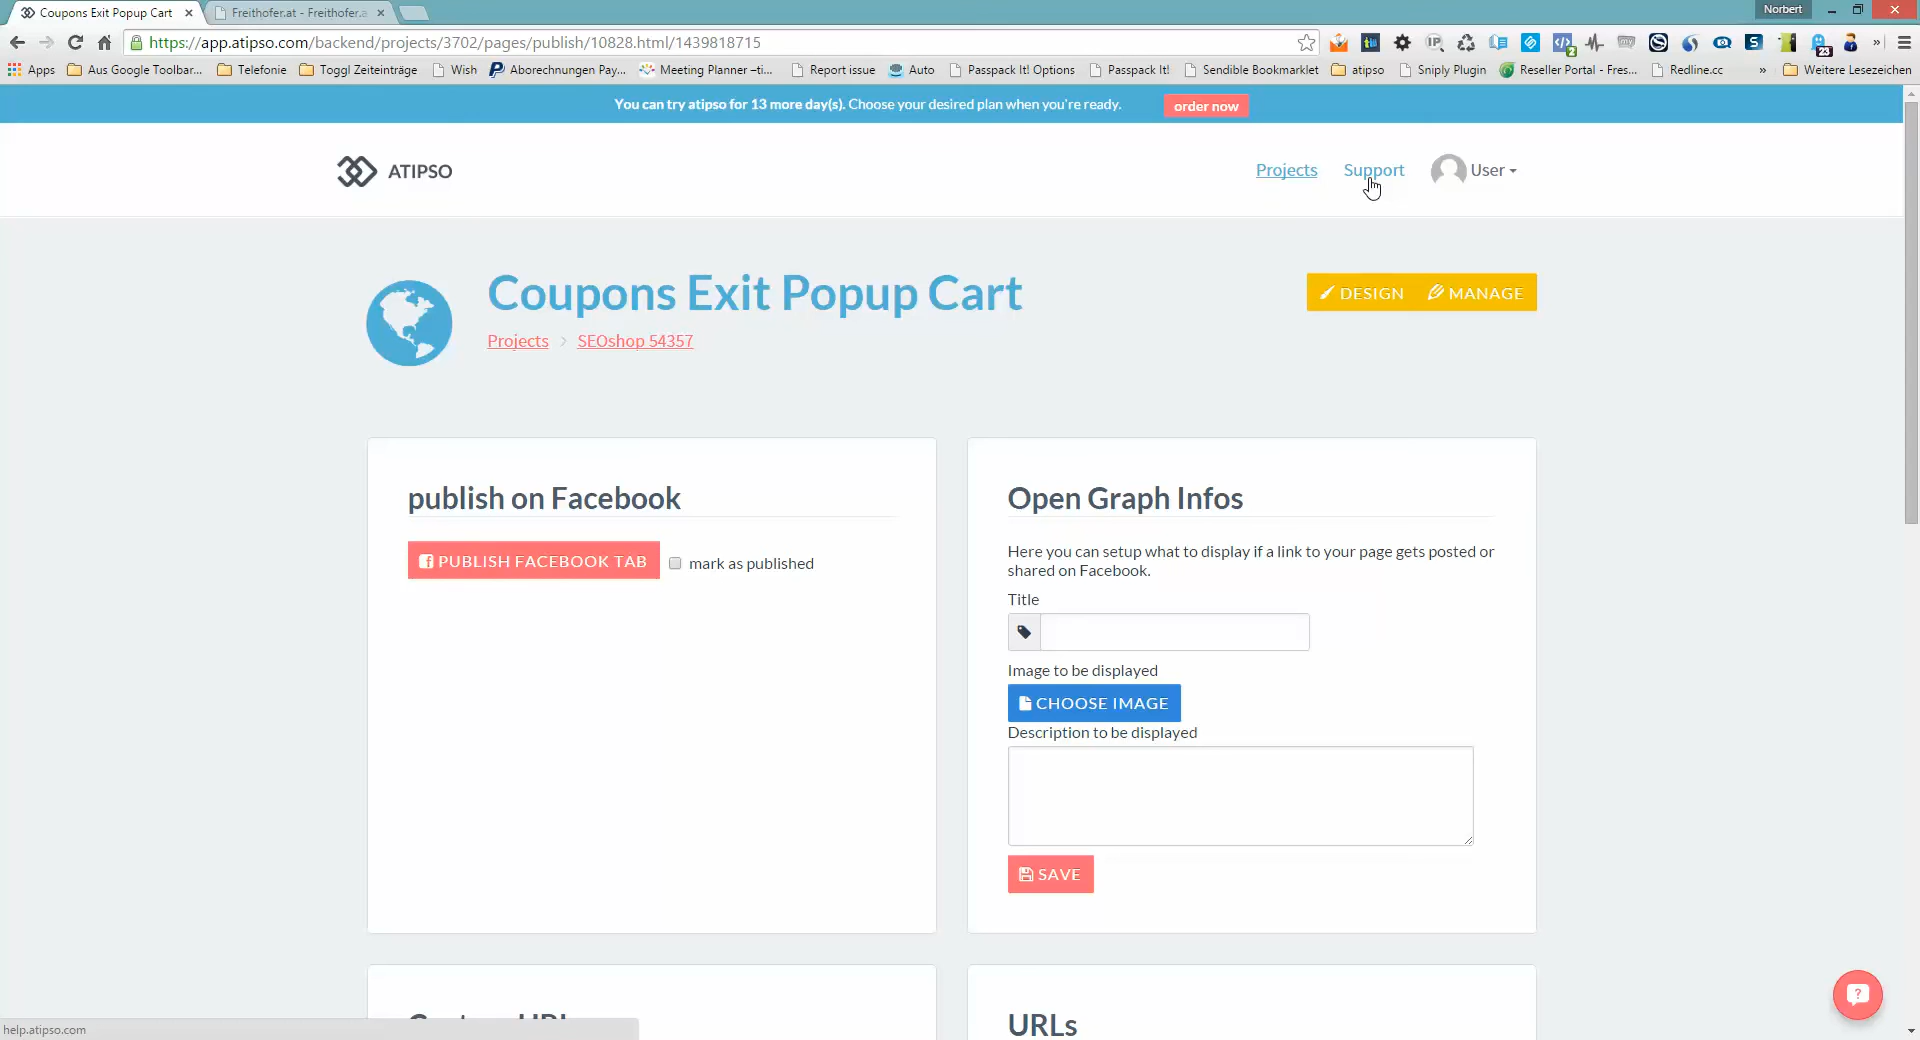 Coupons Exit Popup Cart
Freithofer.at - Freithofer.a
Norbert
https://app.atipso.com/backend/projects/3702/pages/publish/10828.html/1439818715
Apps
Aus Google Toolbar...
Telefonie
Toggl Zeiteinträge
Wish
Aborechnungen Pay...
Meeting Planner –ti...
Report issue
Auto
Passpack It! Options
Passpack It!
Sendible Bookmarklet
atipso
Sniply Plugin
Reseller Portal - Fres...
Redline.cc
»
Weitere Lesezeichen
You can try atipso for 13 more day(s). Choose your desired plan when you're ready.
order now
ATIPSO
Projects
Support
User
Coupons Exit Popup Cart
Projects > SEOshop 54357
DESIGN
MANAGE
publish on Facebook
PUBLISH FACEBOOK TAB
mark as published
Open Graph Infos
Here you can setup what to display if a link to your page gets posted or
shared on Facebook.
Title
Image to be displayed
CHOOSE IMAGE
Description to be displayed
SAVE
URLs
help.atipso.com